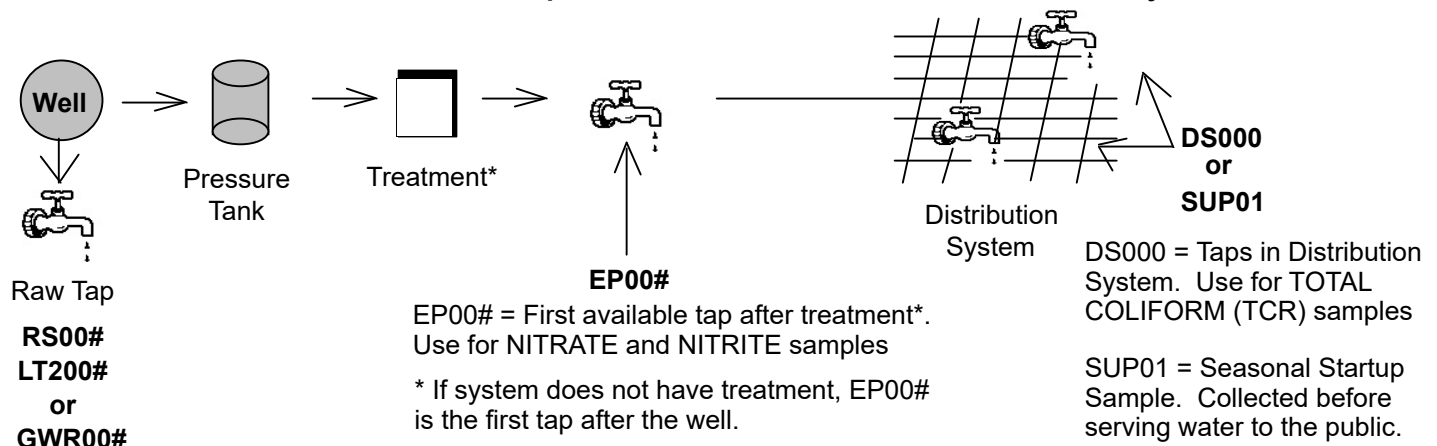 Well
Pressure
Tank
Treatment*
Raw Tap
RS00#
LT200#
or
GWR00#
EP00#
EP00# = First available tap after treatment*.
Use for NITRATE and NITRITE samples
* If system does not have treatment, EP00#
is the first tap after the well.
Distribution
System
DS000
or
SUP01
DS000 = Taps in Distribution
System. Use for TOTAL
COLIFORM (TCR) samples
SUP01 = Seasonal Startup
Sample. Collected before
serving water to the public.